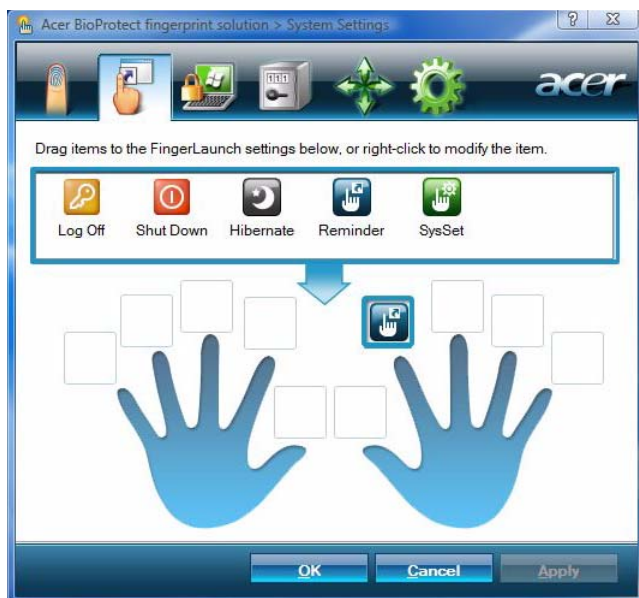 Acer BioProtect fingerprint solution > System Settings
acer
Drag items to the FingerLaunch settings below, or right-click to modify the item.
Log Off Shut Down Hibernate Reminder SysSet
OK Cancel Apply